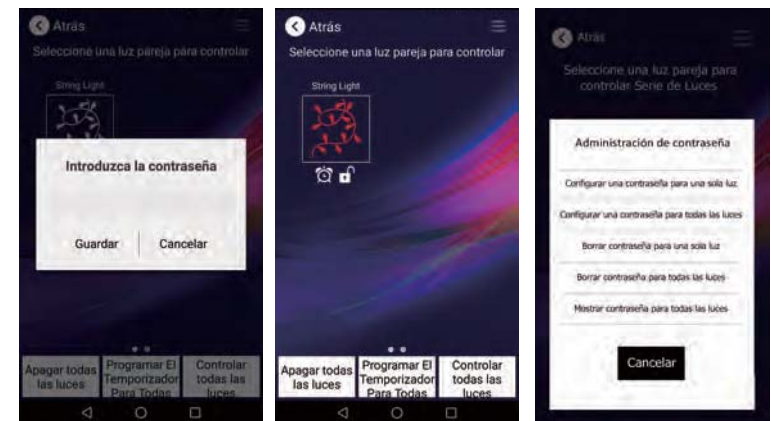 Atrás
Seleccione una luz pareja para controlar
String Light
Introduzca la contraseña
Guardar
Cancelar
Apagar todas
las luces
Programar El
Temporizador
Para Todas
Controlar
todas las
luces
Atrás
Seleccione una luz pareja para controlar
String Light
Apagar todas
las luces
Programar El
Temporizador
Para Todas
Controlar
todas las
luces
Atrás
Seleccione una luz pareja para
controlar Serie de Luces
Administración de contraseña
Configurar una contraseña para una sola luz
Configurar una contraseña para todas las luces
Borrar contraseña para una sola luz
Borrar contraseña para todas las luces
Mostrar contraseña para todas las luces
Cancelar